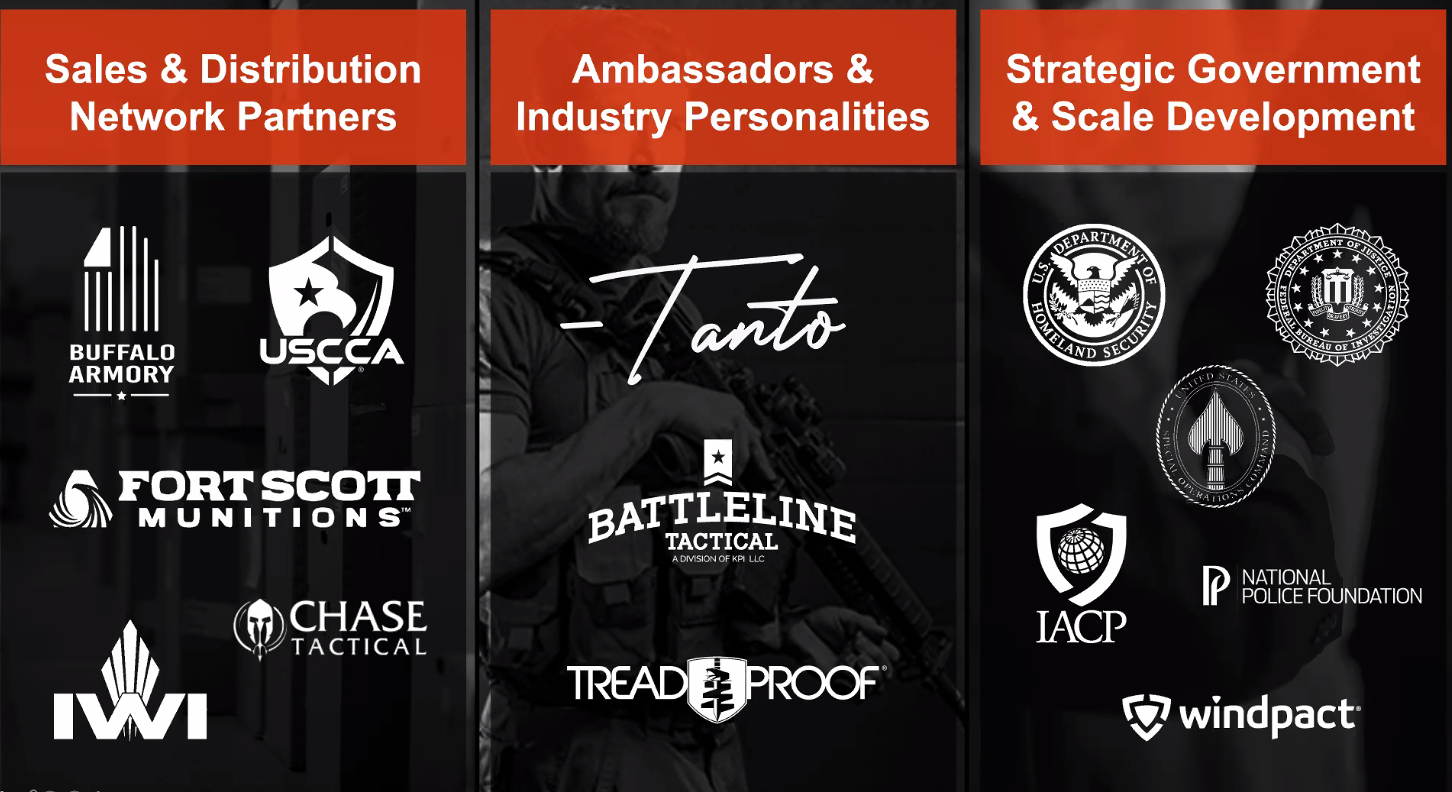 Sales & Distribution
Network Partners
BUFFALO
ARMORY
USCCA®
FORT SCOTT
MUNITIONS™
CHASE
TACTICAL
IWI
Ambassadors &
Industry Personalities
Tanto
BATTLELINE
TACTICAL
A DIVISION OF KPI LLC
TREAD PROOF®
Strategic Government
& Scale Development
U.S. DEPARTMENT OF
HOMELAND SECURITY
DEPARTMENT OF JUSTICE
FEDERAL BUREAU OF INVESTIGATION
UNITED STATES
SPECIAL OPERATIONS COMMAND
IACP
NATIONAL
POLICE FOUNDATION
windpact®